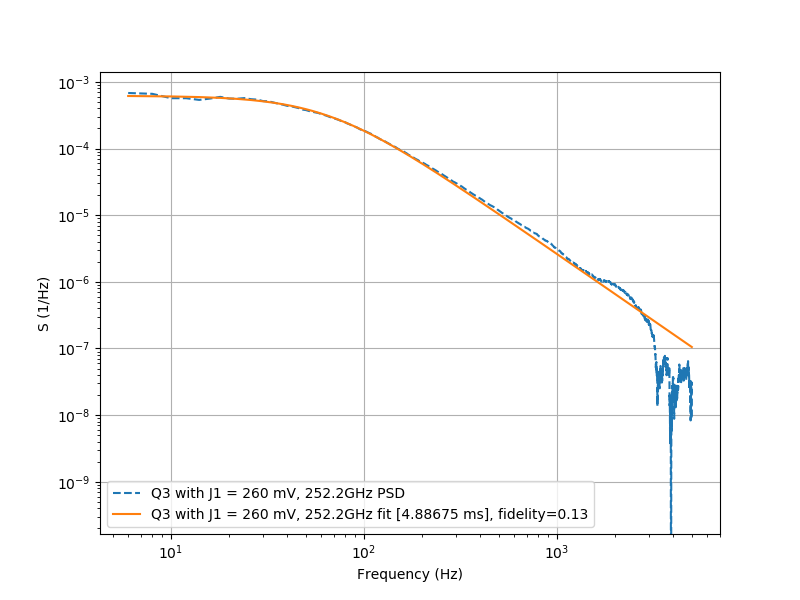 10⁻³
10⁻⁴
10⁻⁵
10⁻⁶
10⁻⁷
10⁻⁸
10⁻⁹
S (1/Hz)
Q3 with J1 = 260 mV, 252.2GHz PSD
Q3 with J1 = 260 mV, 252.2GHz fit [4.88675 ms], fidelity=0.13
10¹ 10² 10³
Frequency (Hz)